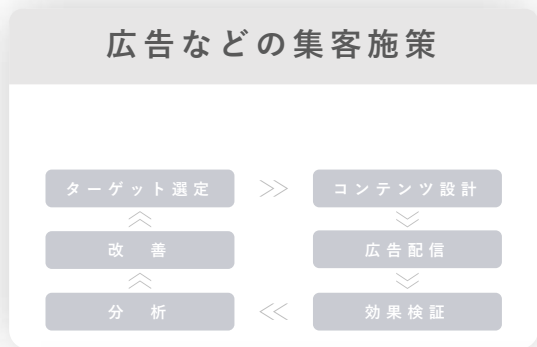 広告などの集客施策
ターゲット選定
コンテンツ設計
改 善
広告配信
分 析
効果検証